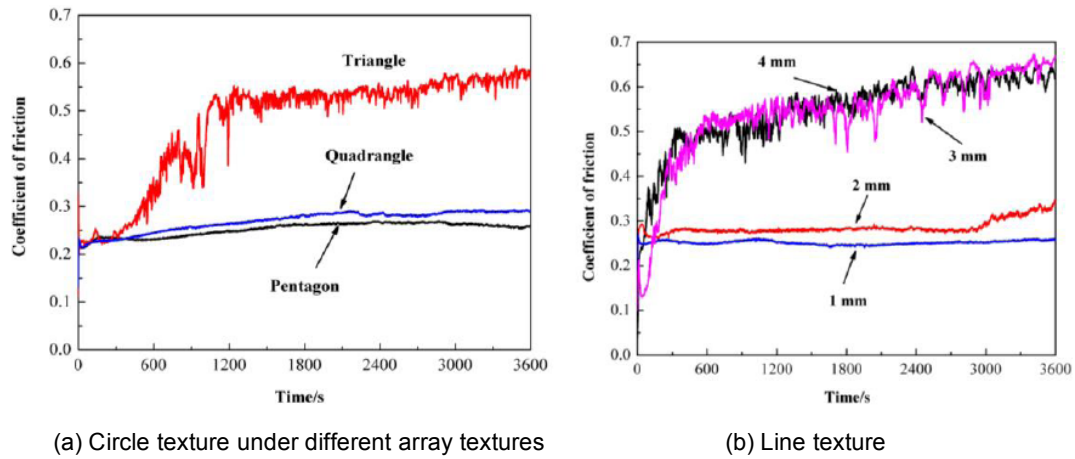 0.7
0.6
0.5
0.4
0.3
0.2
0.1
0.0
Coefficient of friction
Triangle
Quadrangle
Pentagon
0 600 1200 1800 2400 3000 3600
Time/s
(a) Circle texture under different array textures
0.7
0.6
0.5
0.4
0.3
0.2
0.1
0.0
Coefficient of friction
4 mm
3 mm
2 mm
1 mm
0 600 1200 1800 2400 3000 3600
Time/s
(b) Line texture